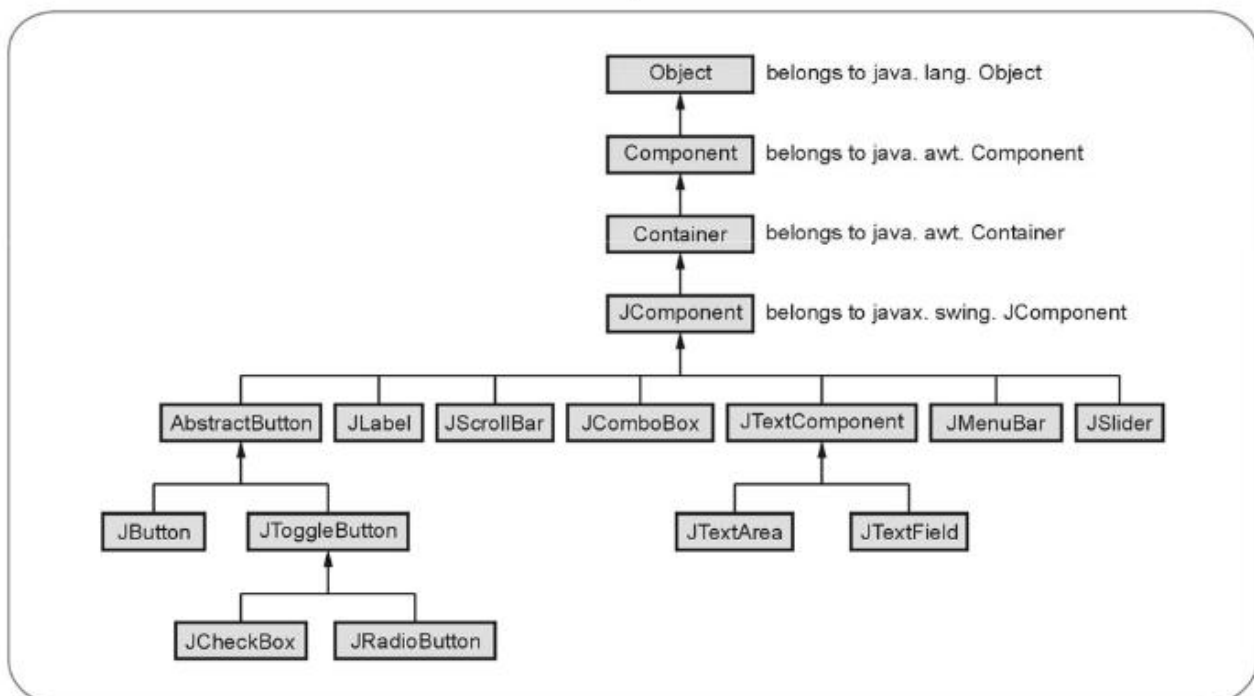 Object belongs to java. lang. Object
Component belongs to java. awt. Component
Container belongs to java. awt. Container
JComponent belongs to javax. swing. JComponent
AbstractButton JLabel JScrollBar JComboBox JTextComponent JMenuBar JSlider
JButton JToggleButton JTextArea JTextField
JCheckBox JRadioButton